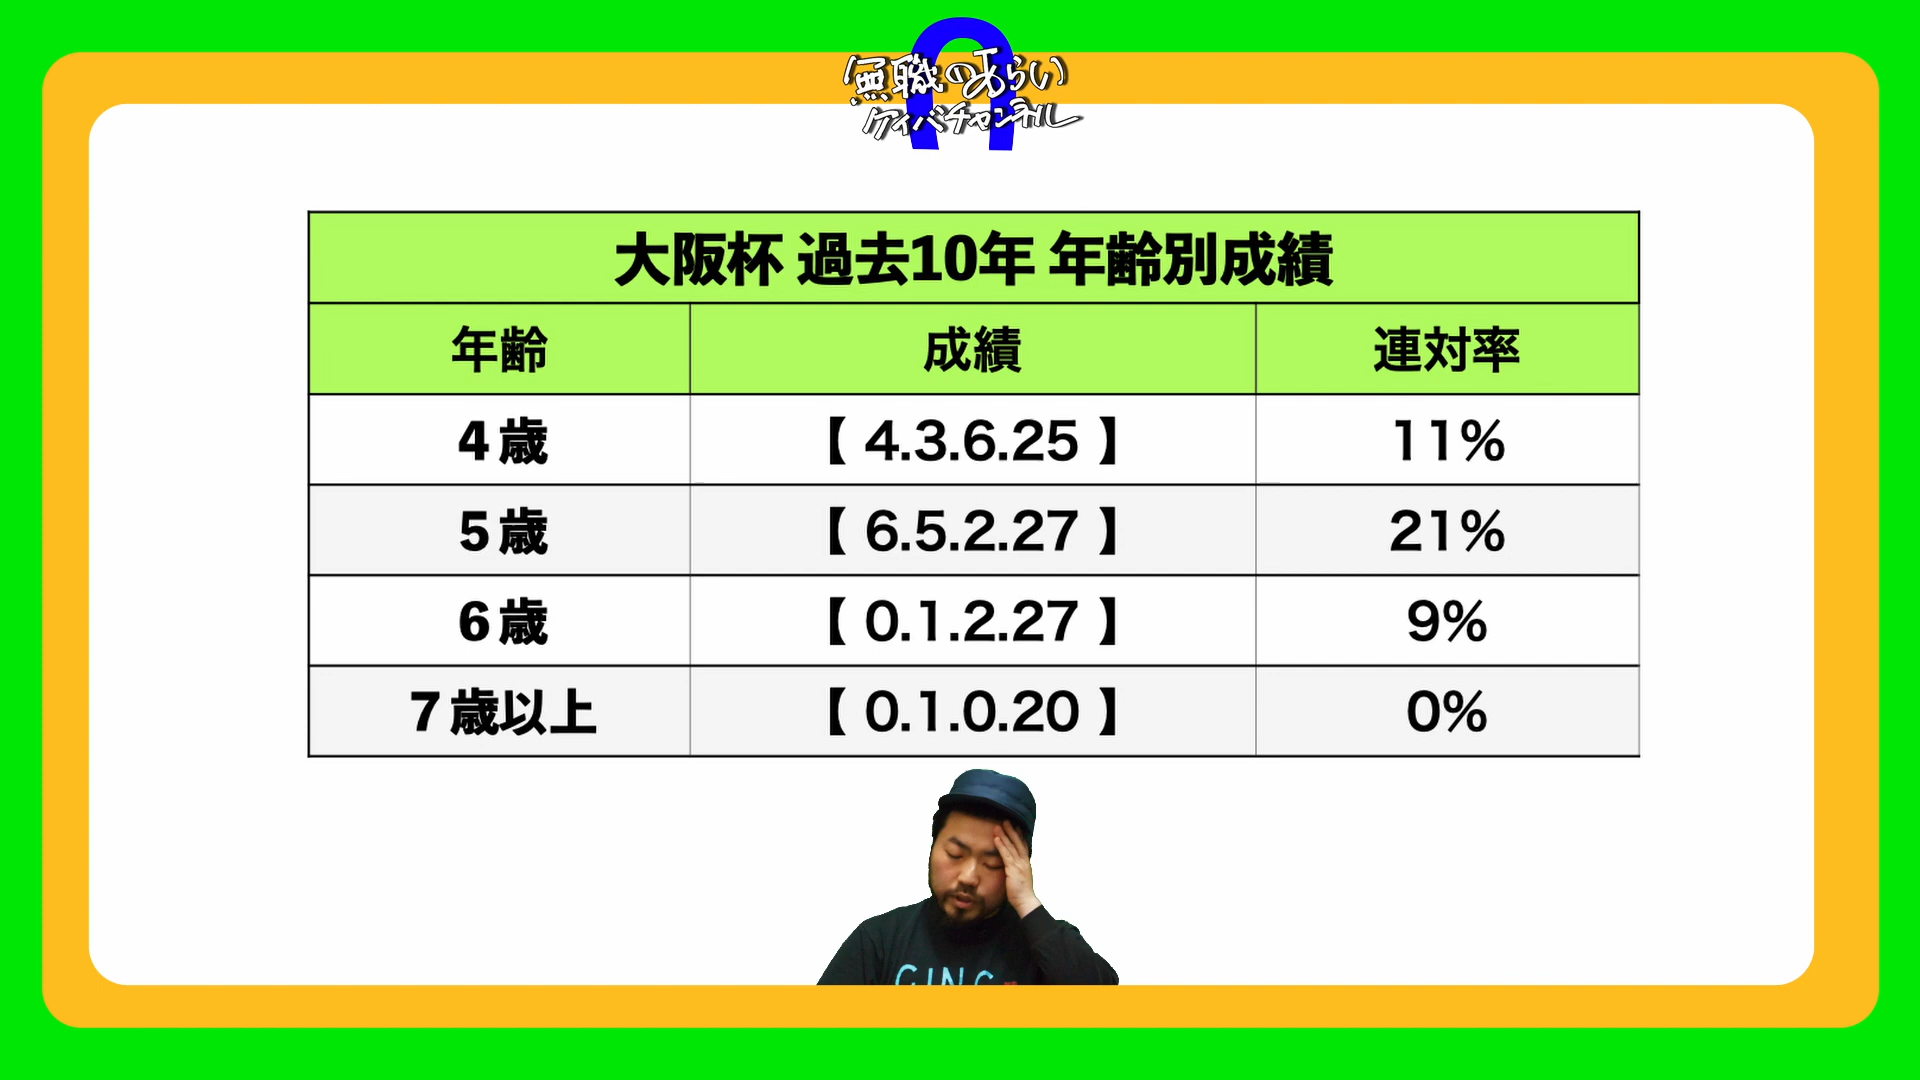 無職のあらい
ケイバチャンネル
大阪杯 過去10年 年齢別成績
年齢 成績 連対率
4歳 【 4.3.6.25 】 11%
5歳 【 6.5.2.27 】 21%
6歳 【 0.1.2.27 】 9%
7歳以上 【 0.1.0.20 】 0%